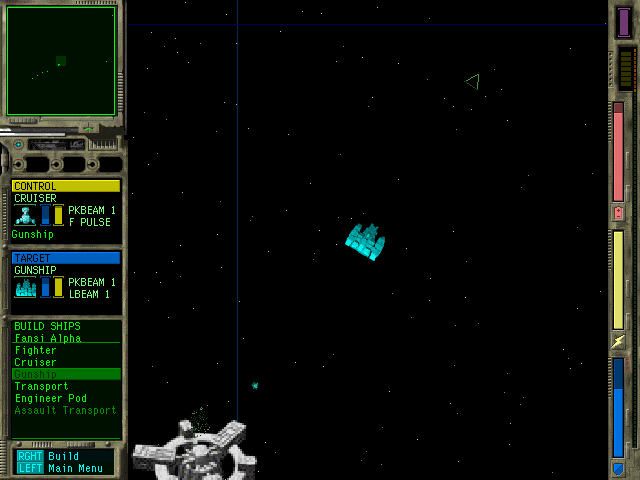 CONTROL
CRUISER
PKBEAM 1
F PULSE
Gunship
TARGET
GUNSHIP
PKBEAM 1
LBEAM 1
BUILD SHIPS
Fansi Alpha
Fighter
Cruiser
Gunship
Transport
Engineer Pod
Assault Transport
RGHT Build
LEFT Main Menu